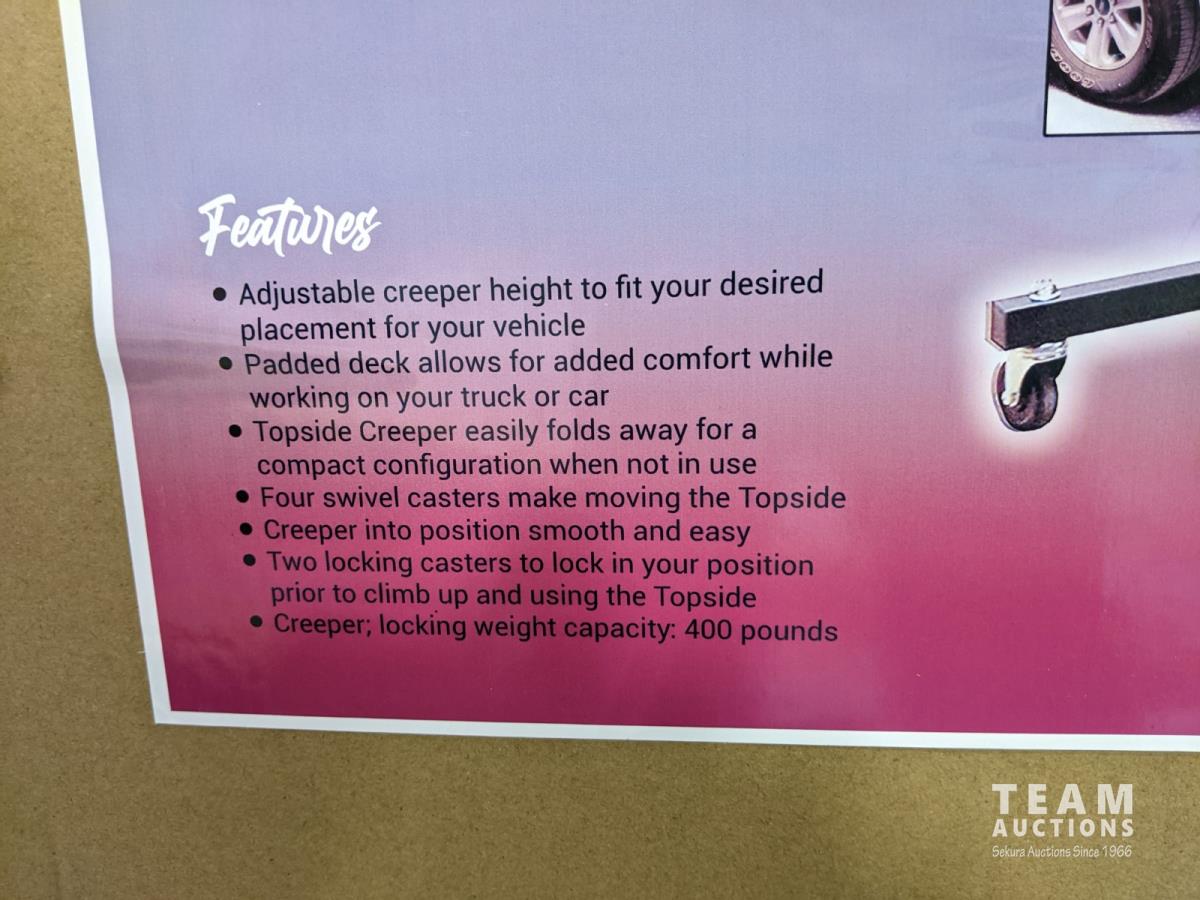 Features
• Adjustable creeper height to fit your desired
placement for your vehicle
• Padded deck allows for added comfort while
working on your truck or car
• Topside Creeper easily folds away for a
compact configuration when not in use
• Four swivel casters make moving the Topside
• Creeper into position smooth and easy
• Two locking casters to lock in your position
prior to climb up and using the Topside
• Creeper; locking weight capacity: 400 pounds
TEAM
AUCTIONS
Sekura Auctions Since 1966